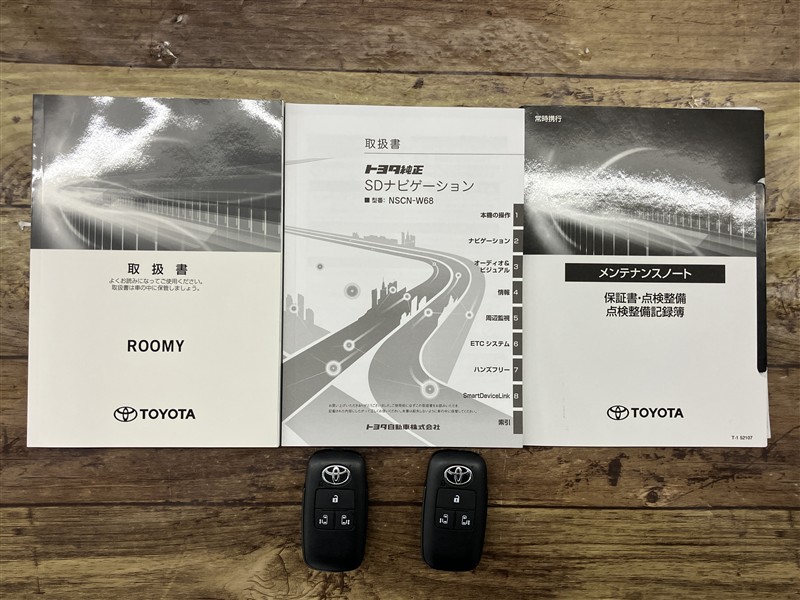 取扱書
よくお読みになってご使用ください。
取扱書は車の中に保管しましょう。
ROOMY
TOYOTA
取扱書
トヨタ純正
SDナビゲーション
■ 型番: NSCN-W68
本機の操作 1
ナビゲーション 2
オーディオ&
ビジュアル 3
情報 4
周辺監視 5
ETCシステム 6
ハンズフリー 7
SmartDeviceLink 8
索引
トヨタ自動車株式会社
常時携行
メンテナンスノート
保証書・点検整備
点検整備記録簿
TOYOTA
T-1 52107